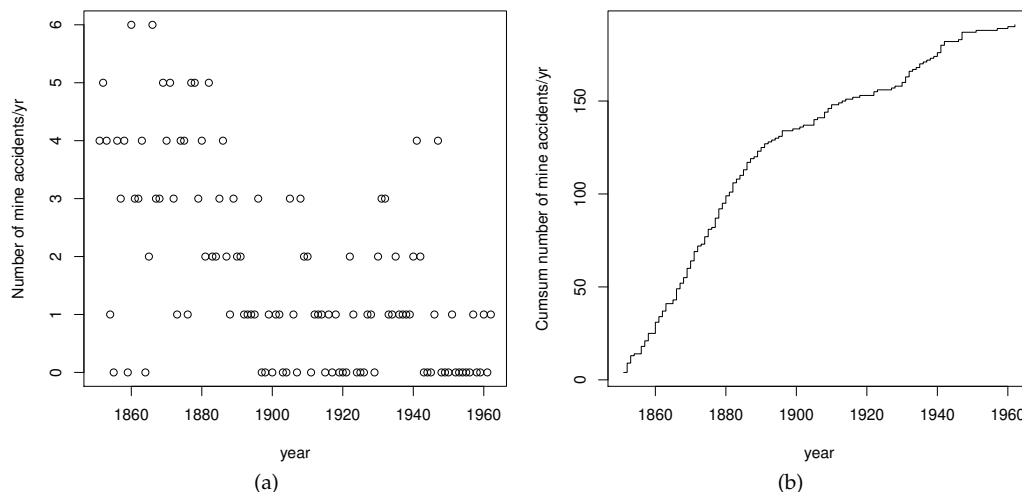 Number of mine accidents/yr
6
5
4
3
2
1
0
1860 1880 1900 1920 1940 1960
year
(a)
Cumsum number of mine accidents/yr
150
100
50
0
1860 1880 1900 1920 1940 1960
year
(b)